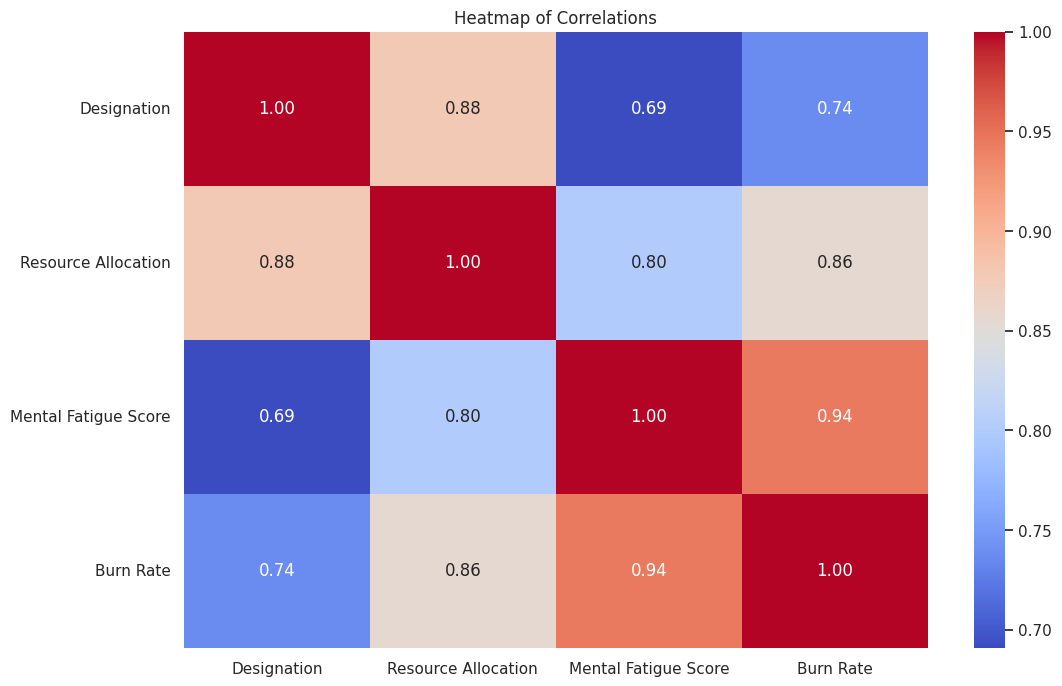 Heatmap of Correlations
Designation
1.00
0.88
0.69
0.74
Resource Allocation
0.88
1.00
0.80
0.86
Mental Fatigue Score
0.69
0.80
1.00
0.94
Burn Rate
0.74
0.86
0.94
1.00
Designation
Resource Allocation
Mental Fatigue Score
Burn Rate
1.00
0.95
0.90
0.85
0.80
0.75
0.70